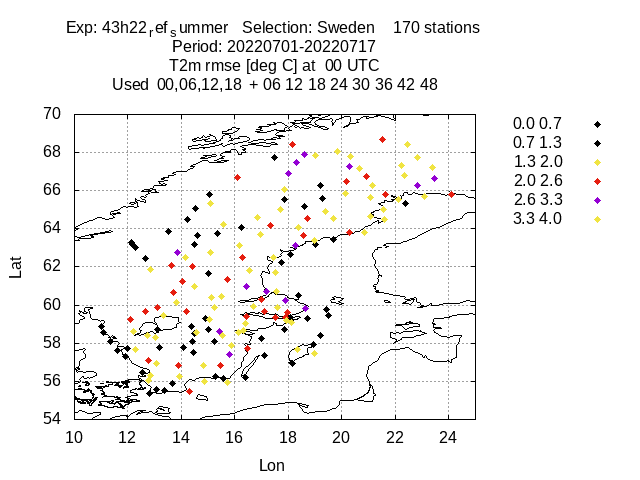 Exp: 43h22refsummer Selection: Sweden 170 stations
Period: 20220701-20220717
T2m rmse [deg C] at 00 UTC
Used 00,06,12,18 + 06 12 18 24 30 36 42 48
70
68
66
64
62
60
58
56
54
10 12 14 16 18 20 22 24
Lat
Lon
0.0 0.7
0.7 1.3
1.3 2.0
2.0 2.6
2.6 3.3
3.3 4.0